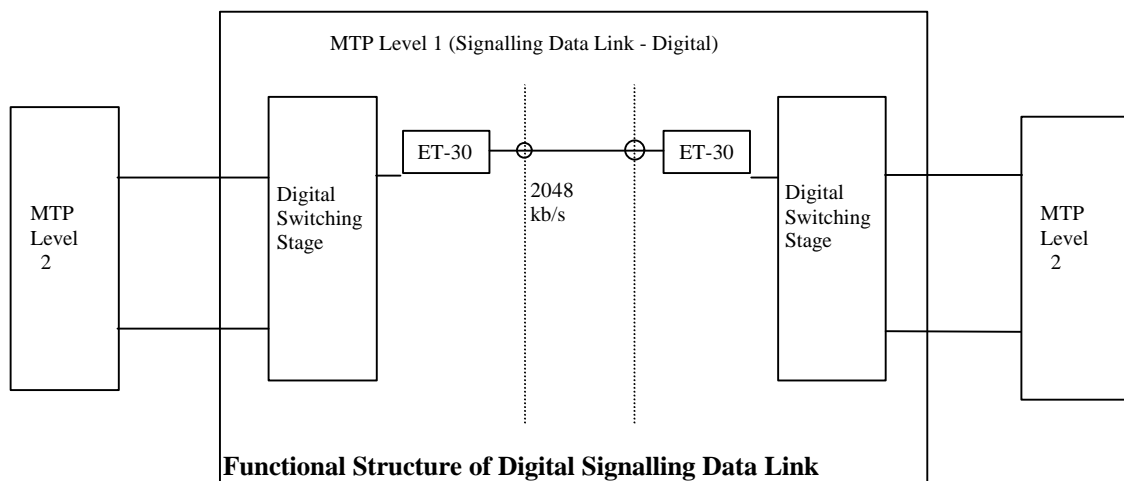 MTP Level 1 (Signalling Data Link - Digital)
ET-30
ET-30
MTP
Level
2
Digital
Switching
Stage
2048
kb/s
Digital
Switching
Stage
MTP
Level
2
Functional Structure of Digital Signalling Data Link